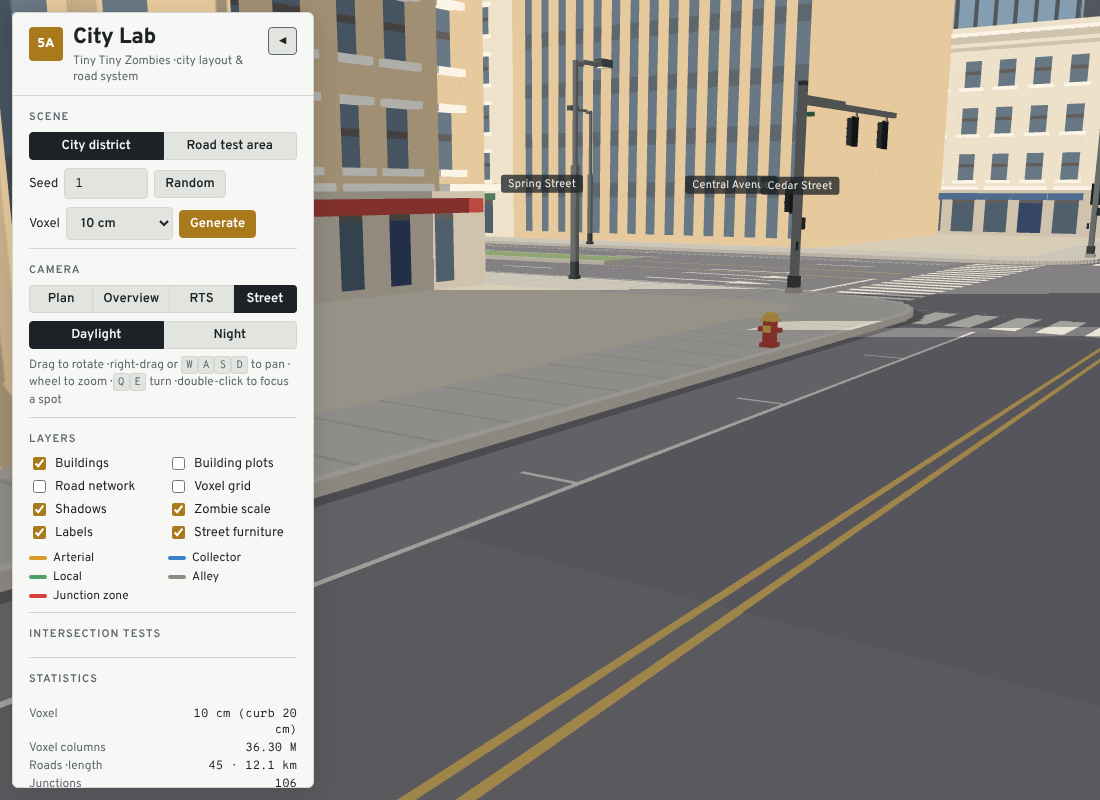 5A
City Lab
Tiny Tiny Zombies ·city layout &
road system
◄
SCENE
City district
Road test area
Seed
1
Random
Voxel
10 cm
Generate
CAMERA
Plan
Overview
RTS
Street
Daylight
Night
Drag to rotate ·right-drag or W A S D to pan ·
wheel to zoom · Q E turn ·double-click to focus
a spot
LAYERS
Buildings
Building plots
Road network
Voxel grid
Shadows
Zombie scale
Labels
Street furniture
Arterial
Collector
Local
Alley
Junction zone
INTERSECTION TESTS
STATISTICS
Voxel 10 cm (curb 20
cm)
Voxel columns 36.30 M
Roads ·length 45 · 12.1 km
Junctions 106
Spring Street
Central Avenu
Cedar Street